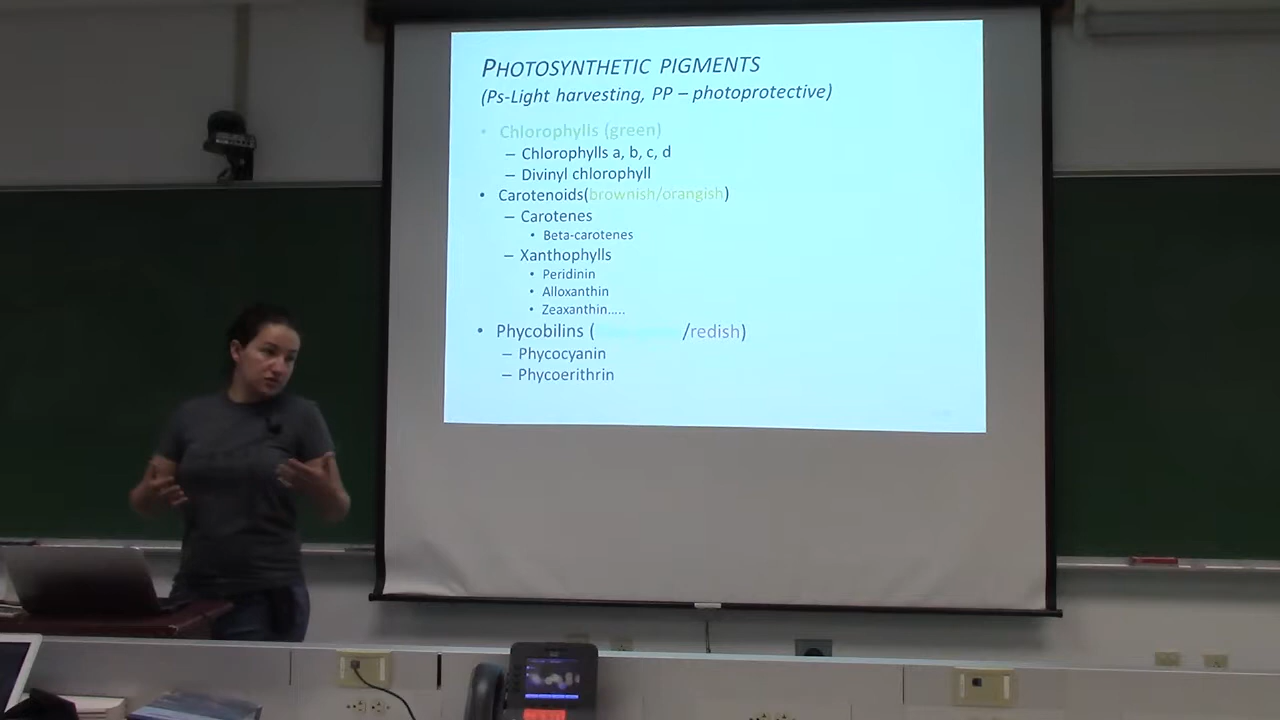 PHOTOSYNTHETIC PIGMENTS
(Ps-Light harvesting, PP – photoprotective)
• Chlorophylls (green)
– Chlorophylls a, b, c, d
– Divinyl chlorophyll
• Carotenoids(brownish/orangish)
– Carotenes
• Beta-carotenes
– Xanthophylls
• Peridinin
• Alloxanthin
• Zeaxanthin.....
• Phycobilins ( /redish)
– Phycocyanin
– Phycoerithrin